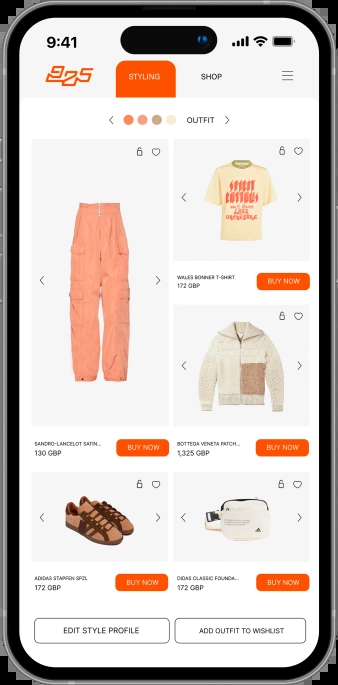 9:41
925
STYLING
SHOP
OUTFIT
SPIRIT
WALES BONNER T-SHIRT
172 GBP
BUY NOW
SANDRO-LANCELOT SATIN...
130 GBP
BUY NOW
BOTTEGA VENETA PATCH...
1,325 GBP
BUY NOW
ADIDAS STAPFEN SPZL
172 GBP
BUY NOW
DIDAS CLASSIC FOUNDA...
172 GBP
BUY NOW
EDIT STYLE PROFILE
ADD OUTFIT TO WISHLIST